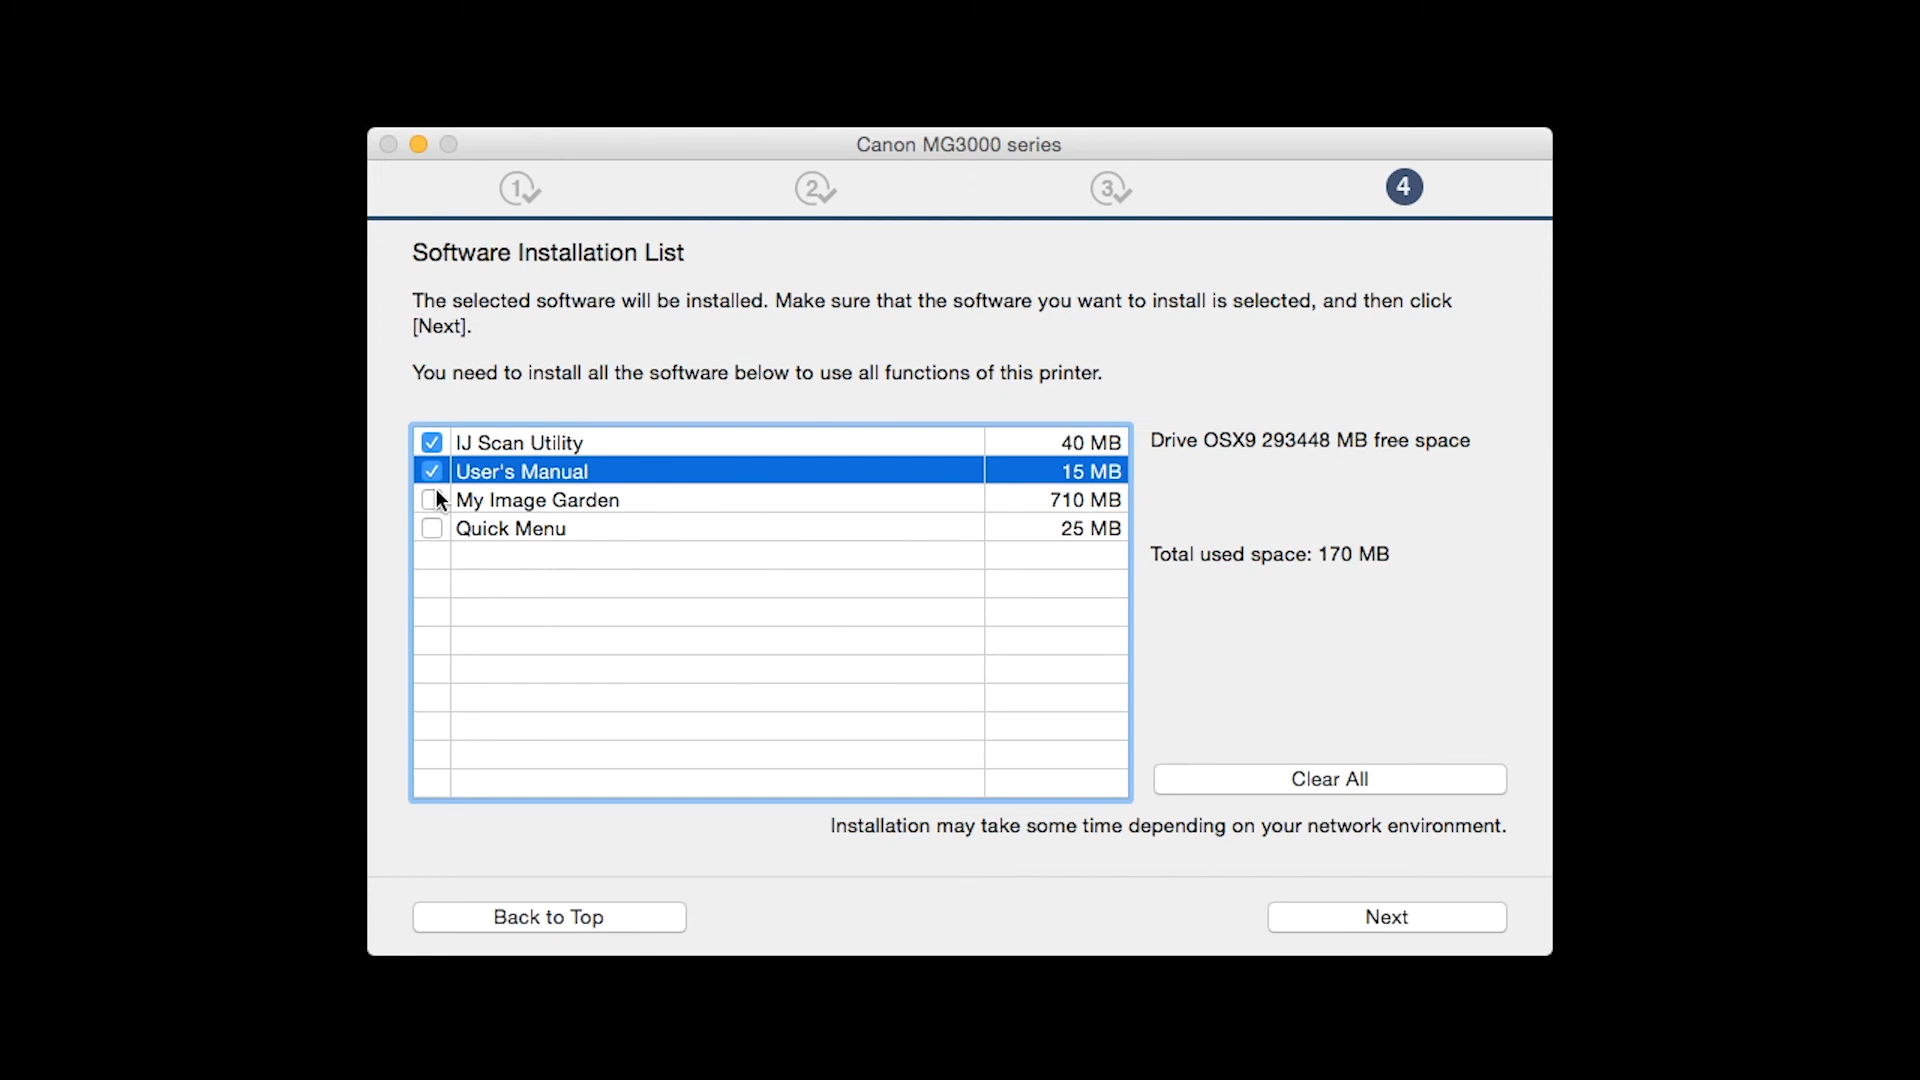 Canon MG3000 series
1 2 3 4
Software Installation List
The selected software will be installed. Make sure that the software you want to install is selected, and then click
[Next].
You need to install all the software below to use all functions of this printer.
IJ Scan Utility 40 MB
User's Manual 15 MB
My Image Garden 710 MB
Quick Menu 25 MB
Drive OSX9 293448 MB free space
Total used space: 170 MB
Clear All
Installation may take some time depending on your network environment.
Back to Top
Next